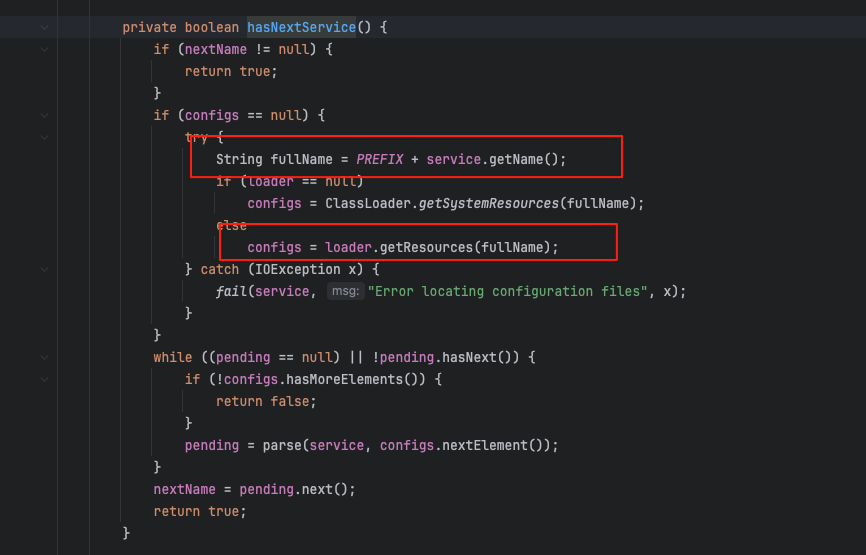 private boolean hasNextService() {
    if (nextName != null) {
        return true;
    }
    if (configs == null) {
        try {
            String fullName = PREFIX + service.getName();
            if (loader == null)
                configs = ClassLoader.getSystemResources(fullName);
            else
                configs = loader.getResources(fullName);
        } catch (IOException x) {
            fail(service, msg: "Error locating configuration files", x);
        }
    }
    while ((pending == null) || !pending.hasNext()) {
        if (!configs.hasMoreElements()) {
            return false;
        }
        pending = parse(service, configs.nextElement());
    }
    nextName = pending.next();
    return true;
}